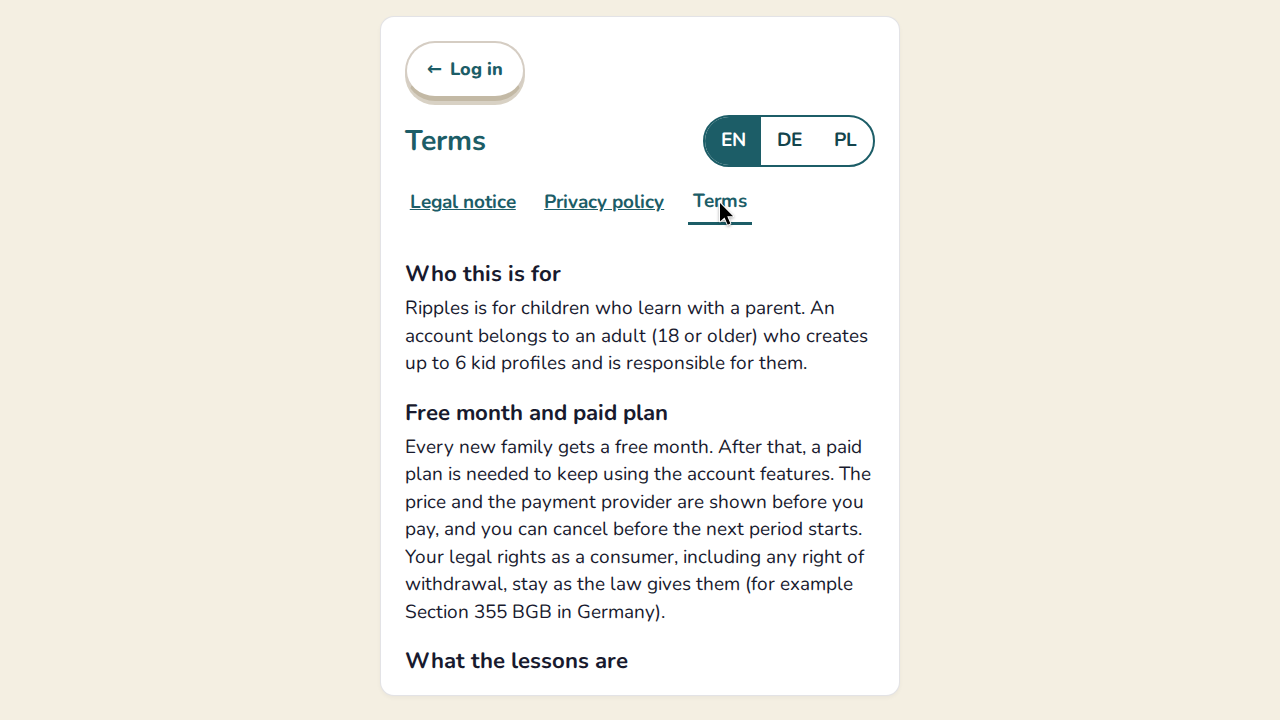 ← Log in
Terms
EN DE PL
Legal notice Privacy policy Terms
Who this is for
Ripples is for children who learn with a parent. An
account belongs to an adult (18 or older) who creates
up to 6 kid profiles and is responsible for them.
Free month and paid plan
Every new family gets a free month. After that, a paid
plan is needed to keep using the account features. The
price and the payment provider are shown before you
pay, and you can cancel before the next period starts.
Your legal rights as a consumer, including any right of
withdrawal, stay as the law gives them (for example
Section 355 BGB in Germany).
What the lessons are